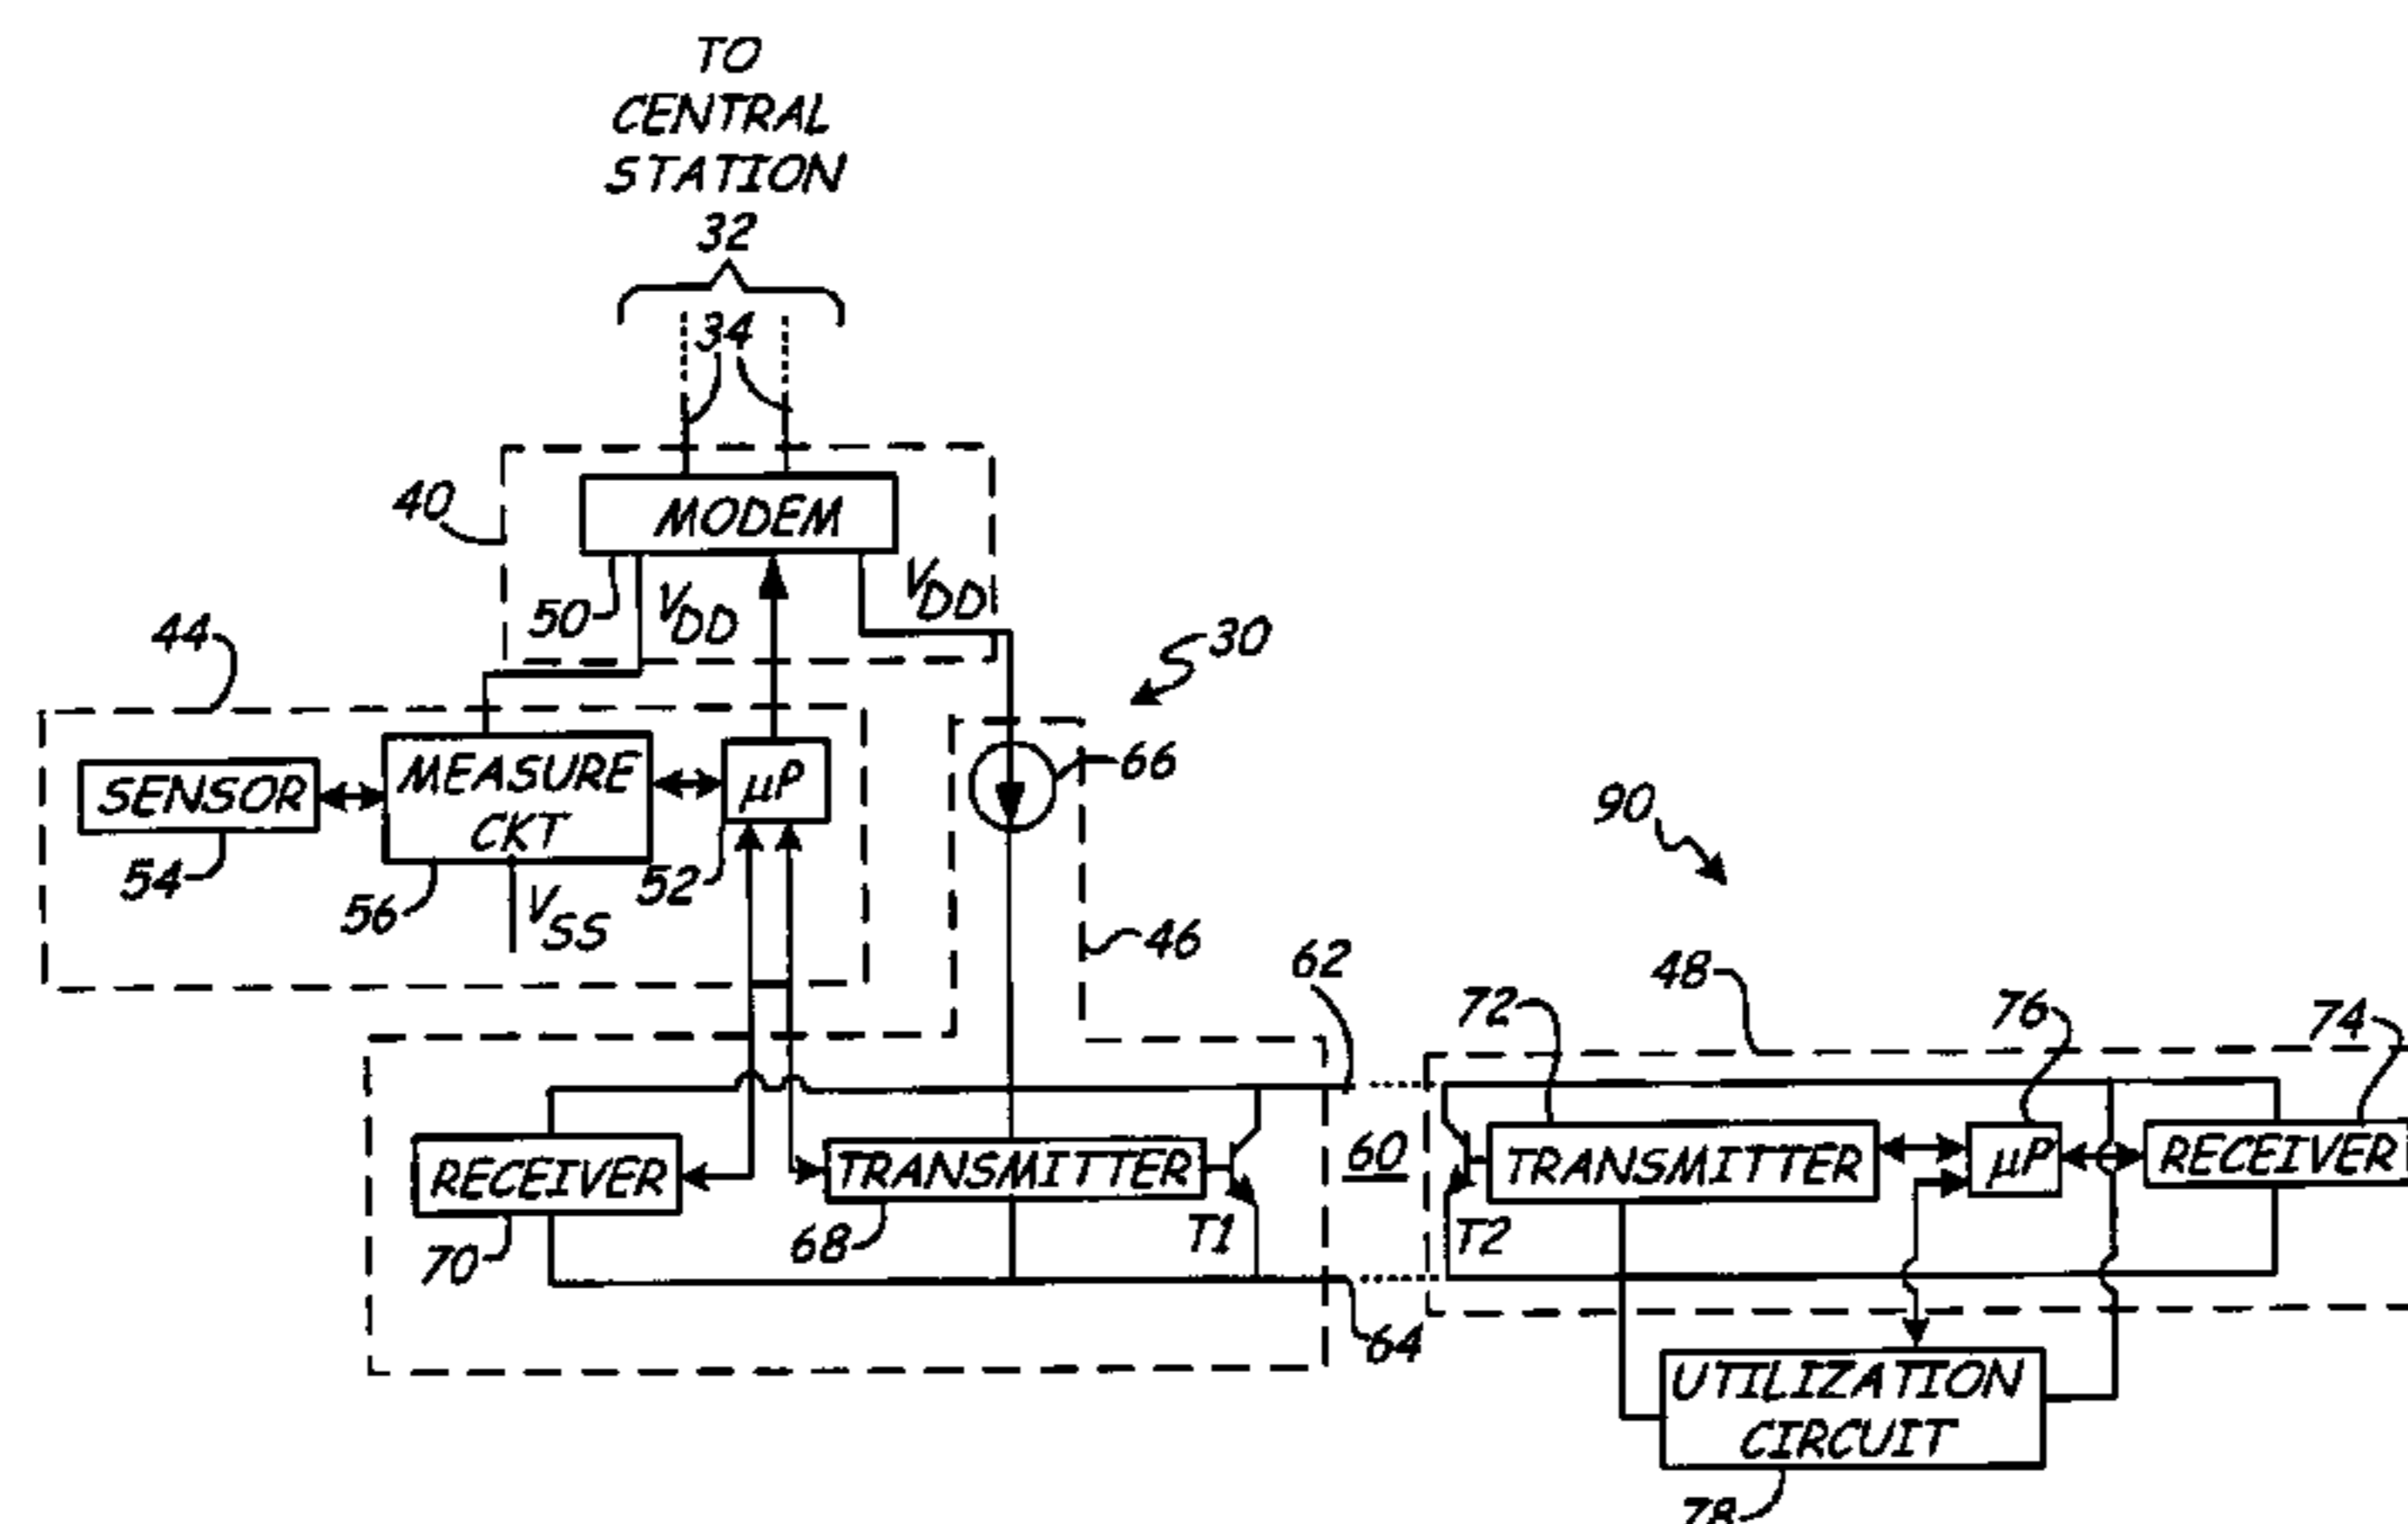 TO
CENTRAL
STATION
32
34
40
MODEM
50
VDD
VDD
44
30
SENSOR
MEASURE
CKT
μP
66
54
56
VSS
52
90
46
62
48
72
76
74
RECEIVER
TRANSMITTER
60
TRANSMITTER
μP
RECEIVER
70
68
T1
T2
64
UTILIZATION
CIRCUIT
78